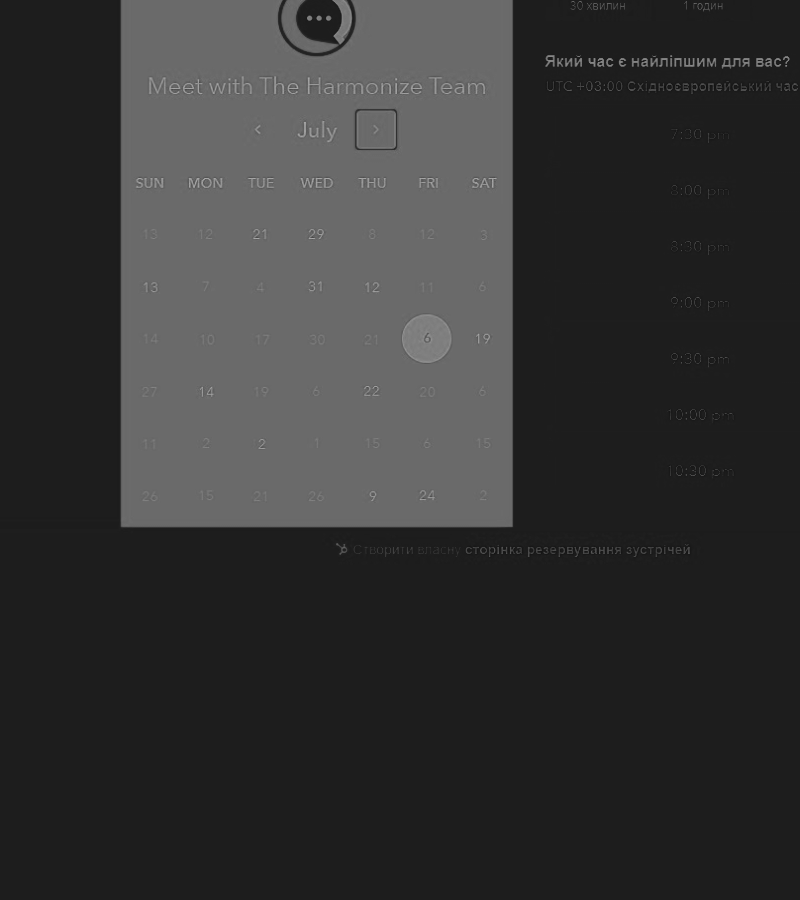 30 хвилин 1 годин
Який час є найліпшим для вас?
UTC +03:00 Східноєвропейський час
Meet with The Harmonize Team
July
SUN MON TUE WED THU FRI SAT
13 12 21 29 8 12 3
13 7 4 31 12 11 6
14 10 17 30 21 6 19
27 14 19 6 22 20 6
11 2 2 1 15 6 15
26 15 21 26 9 24 2
7:30 pm
8:00 pm
8:30 pm
9:00 pm
9:30 pm
10:00 pm
10:30 pm
Створити власну сторінка резервування зустрічей